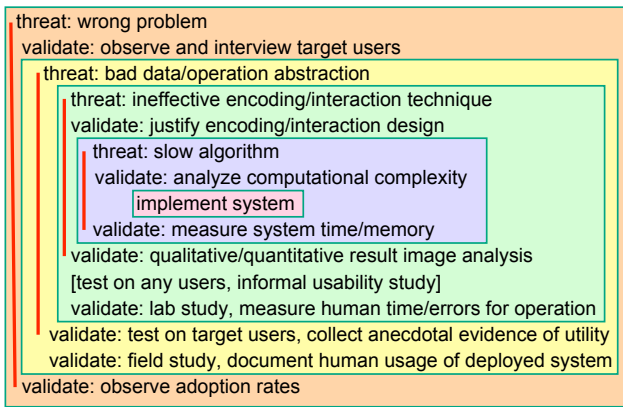 threat: wrong problem
validate: observe and interview target users
threat: bad data/operation abstraction
threat: ineffective encoding/interaction technique
validate: justify encoding/interaction design
threat: slow algorithm
validate: analyze computational complexity
implement system
validate: measure system time/memory
validate: qualitative/quantitative result image analysis
[test on any users, informal usability study]
validate: lab study, measure human time/errors for operation
validate: test on target users, collect anecdotal evidence of utility
validate: field study, document human usage of deployed system
validate: observe adoption rates